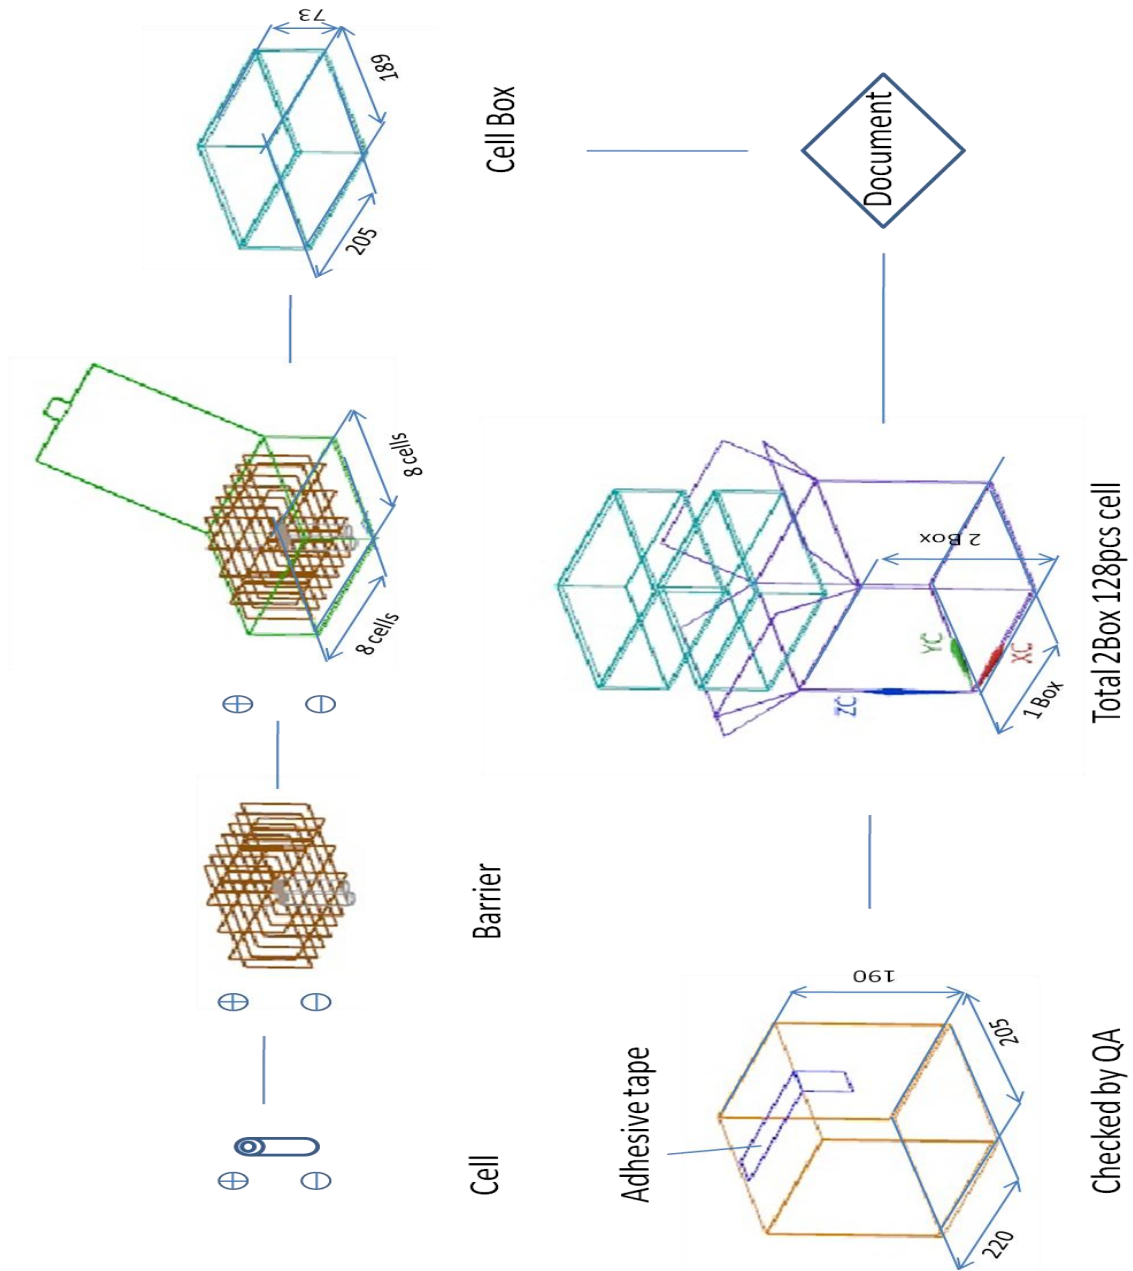 Cell
Barrier
8 cells
8 cells
205
189
73
Cell Box
Adhesive tape
220
205
190
Checked by QA
1 Box
2 Box
ZC
YC
XC
Total 2Box 128pcs cell
Document